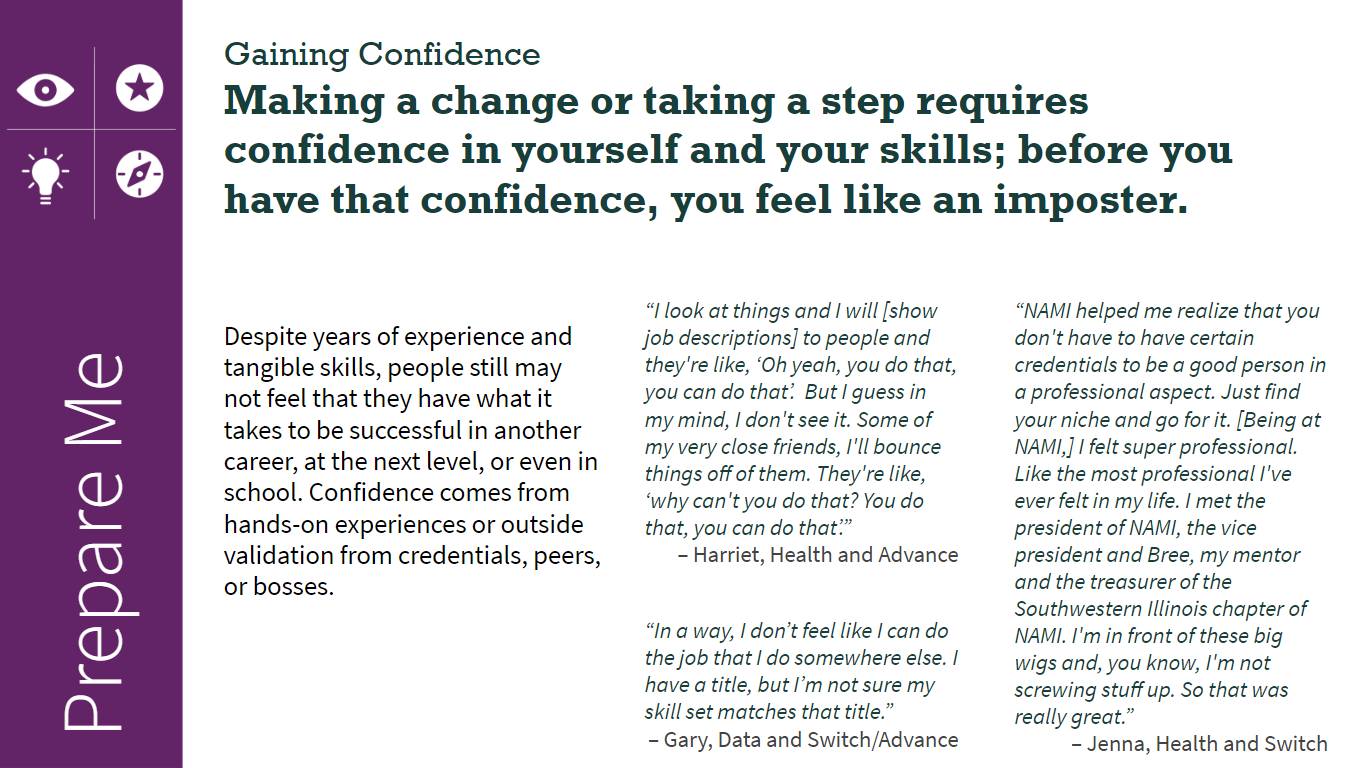 Prepare Me
Gaining Confidence
Making a change or taking a step requires
confidence in yourself and your skills; before you
have that confidence, you feel like an imposter.
Despite years of experience and
tangible skills, people still may
not feel that they have what it
takes to be successful in another
career, at the next level, or even in
school. Confidence comes from
hands-on experiences or outside
validation from credentials, peers,
or bosses.
“I look at things and I will [show
job descriptions] to people and
they're like, ‘Oh yeah, you do that,
you can do that’.  But I guess in
my mind, I don't see it. Some of
my very close friends, I'll bounce
things off of them. They're like,
‘why can't you do that? You do
that, you can do that’.”
– Harriet, Health and Advance
“In a way, I don’t feel like I can do
the job that I do somewhere else. I
have a title, but I’m not sure my
skill set matches that title.”
– Gary, Data and Switch/Advance
“NAMI helped me realize that you
don't have to have certain
credentials to be a good person in
a professional aspect. Just find
your niche and go for it. [Being at
NAMI,] I felt super professional.
Like the most professional I've
ever felt in my life. I met the
president of NAMI, the vice
president and Bree, my mentor
and the treasurer of the
Southwestern Illinois chapter of
NAMI. I'm in front of these big
wigs and, you know, I'm not
screwing stuff up. So that was
really great.”
– Jenna, Health and Switch